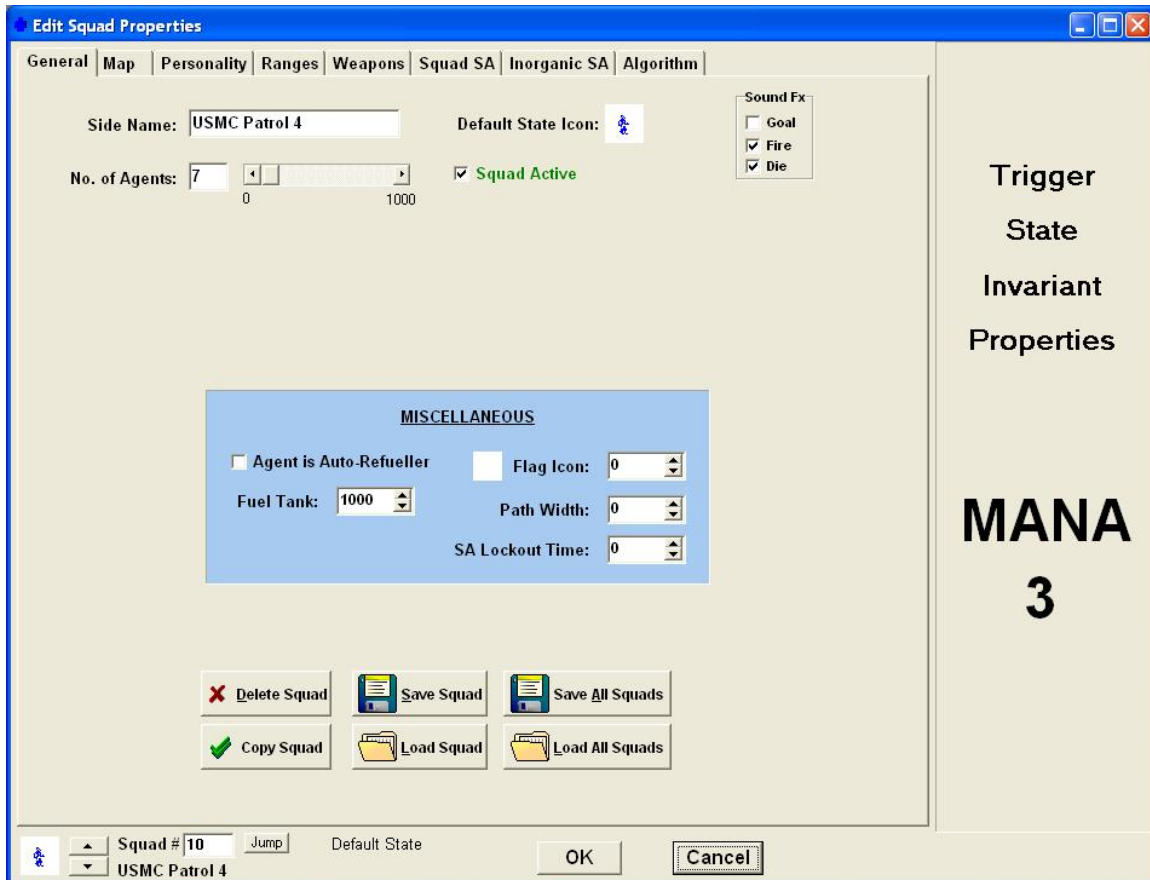 Edit Squad Properties
General Map Personality Ranges Weapons Squad SA Inorganic SA Algorithm
Side Name: USMC Patrol 4
Default State Icon:
Sound Fx
Goal
Fire
Die
No. of Agents: 7
0 1000
Squad Active
MISCELLANEOUS
Agent is Auto-Refueller
Flag Icon: 0
Fuel Tank: 1000
Path Width: 0
SA Lockout Time: 0
Delete Squad Save Squad Save All Squads
Copy Squad Load Squad Load All Squads
Trigger
State
Invariant
Properties
MANA
3
Squad # 10 Jump Default State
USMC Patrol 4
OK Cancel